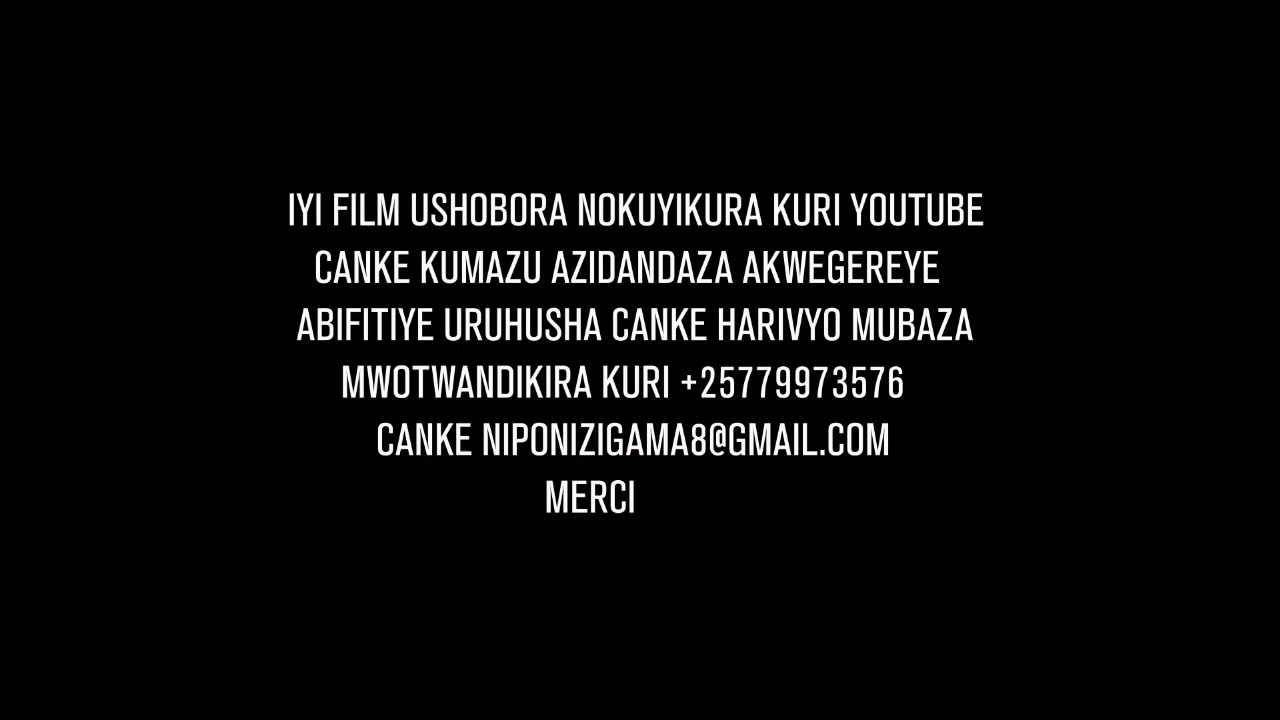 IYI FILM USHOBORA NOKUYIKURA KURI YOUTUBE
CANKE KUMAZU AZIDANDAZA AKWEGEREYE
ABIFITIYE URUHUSHA CANKE HARIVYO MUBAZA
MWOTWANDIKIRA KURI +25779973576
CANKE NIPONIZIGAMA8@GMAIL.COM
MERCI